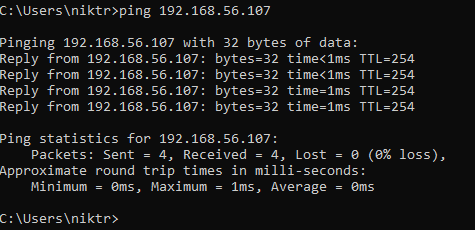 C:\Users\niktr>ping 192.168.56.107
Pinging 192.168.56.107 with 32 bytes of data:
Reply from 192.168.56.107: bytes=32 time<1ms TTL=254
Reply from 192.168.56.107: bytes=32 time<1ms TTL=254
Reply from 192.168.56.107: bytes=32 time=1ms TTL=254
Reply from 192.168.56.107: bytes=32 time=1ms TTL=254
Ping statistics for 192.168.56.107:
    Packets: Sent = 4, Received = 4, Lost = 0 (0% loss),
Approximate round trip times in milli-seconds:
    Minimum = 0ms, Maximum = 1ms, Average = 0ms
C:\Users\niktr>